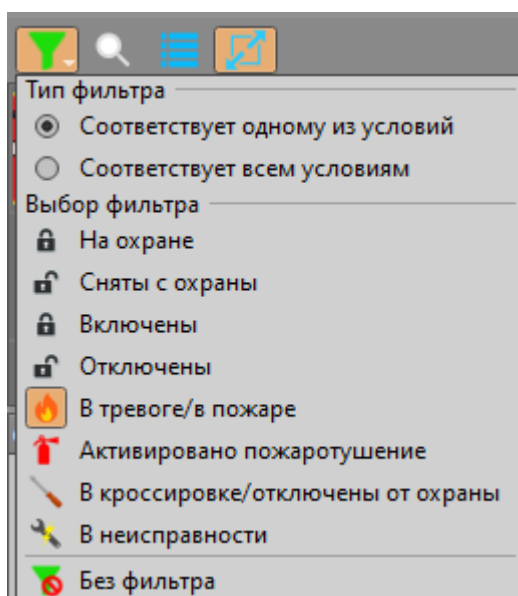 Тип фильтра
Соответствует одному из условий
Соответствует всем условиям
Выбор фильтра
На охране
Сняты с охраны
Включены
Отключены
В тревоге/в пожаре
Активировано пожаротушение
В кроссировке/отключены от охраны
В неисправности
Без фильтра